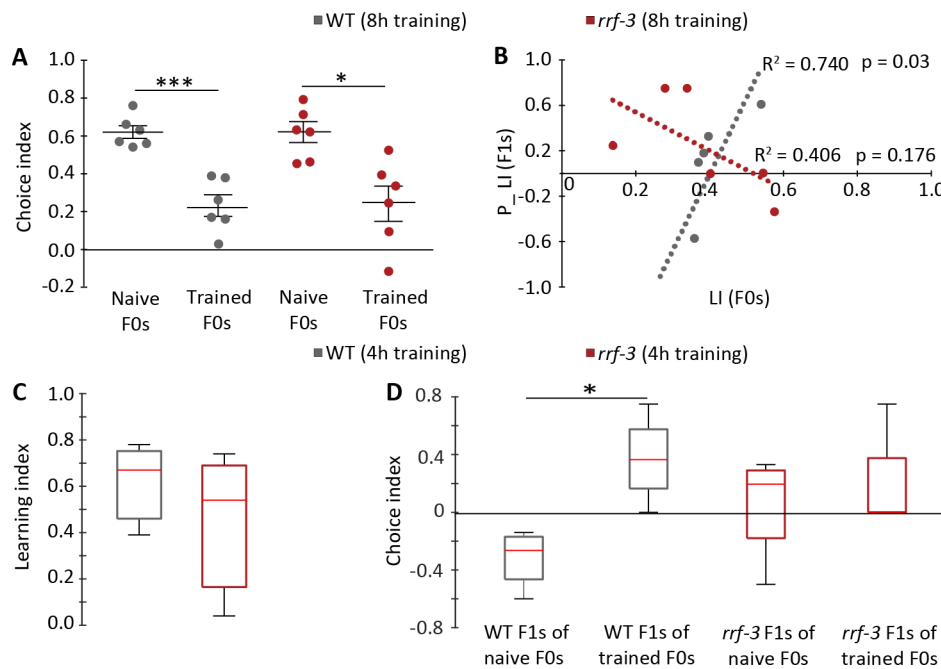 WT (8h training)
rrf-3 (8h training)
A
Choice index
1.0
0.8
0.6
0.4
0.2
0.0
-0.2
***
*
Naive F0s
Trained F0s
Naive F0s
Trained F0s
B
P_LI (F1s)
1.0
0.6
0.2
-0.2
-0.6
-1.0
0
0.2
0.4
0.6
0.8
1.0
R² = 0.740 p = 0.03
R² = 0.406 p = 0.176
LI (F0s)
WT (4h training)
rrf-3 (4h training)
C
Learning index
1.0
0.8
0.6
0.4
0.2
0.0
D
Choice index
0.8
0.4
0
-0.4
-0.8
*
WT F1s of
naive F0s
WT F1s of
trained F0s
rrf-3 F1s of
naive F0s
rrf-3 F1s of
trained F0s